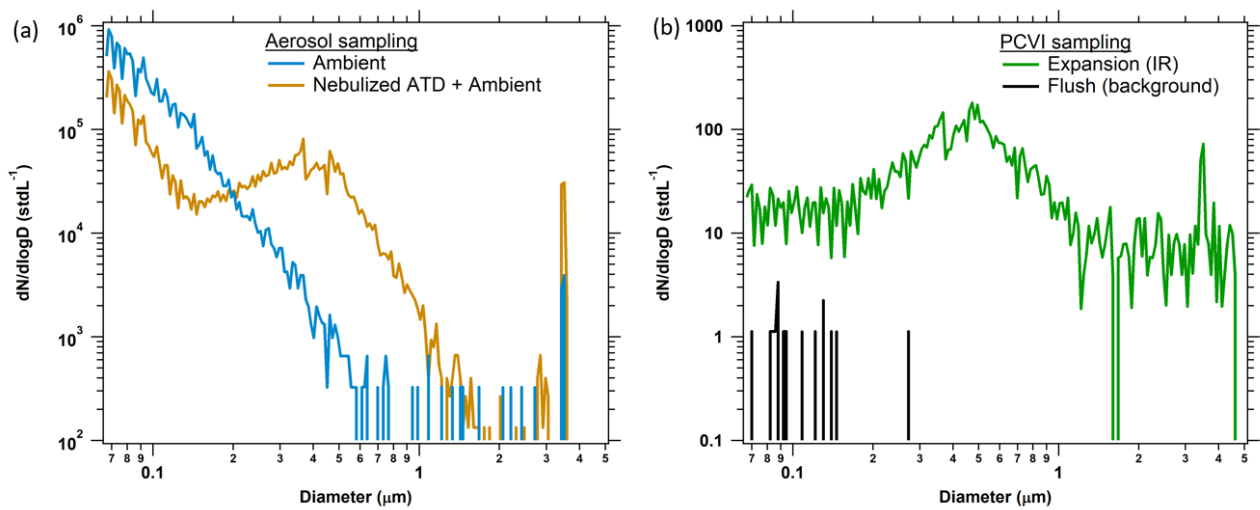 (a)
Aerosol sampling
Ambient
Nebulized ATD + Ambient
dN/dlogD (stdL⁻¹)
10⁶
10⁵
10⁴
10³
10²
7 8 9 0.1 2 3 4 5 6 7 8 9 1 2 3 4 5
Diameter (μm)
(b)
PCVI sampling
Expansion (IR)
Flush (background)
dN/dlogD (stdL⁻¹)
1000
100
10
1
0.1
7 8 9 0.1 2 3 4 5 6 7 8 9 1 2 3 4 5
Diameter (μm)